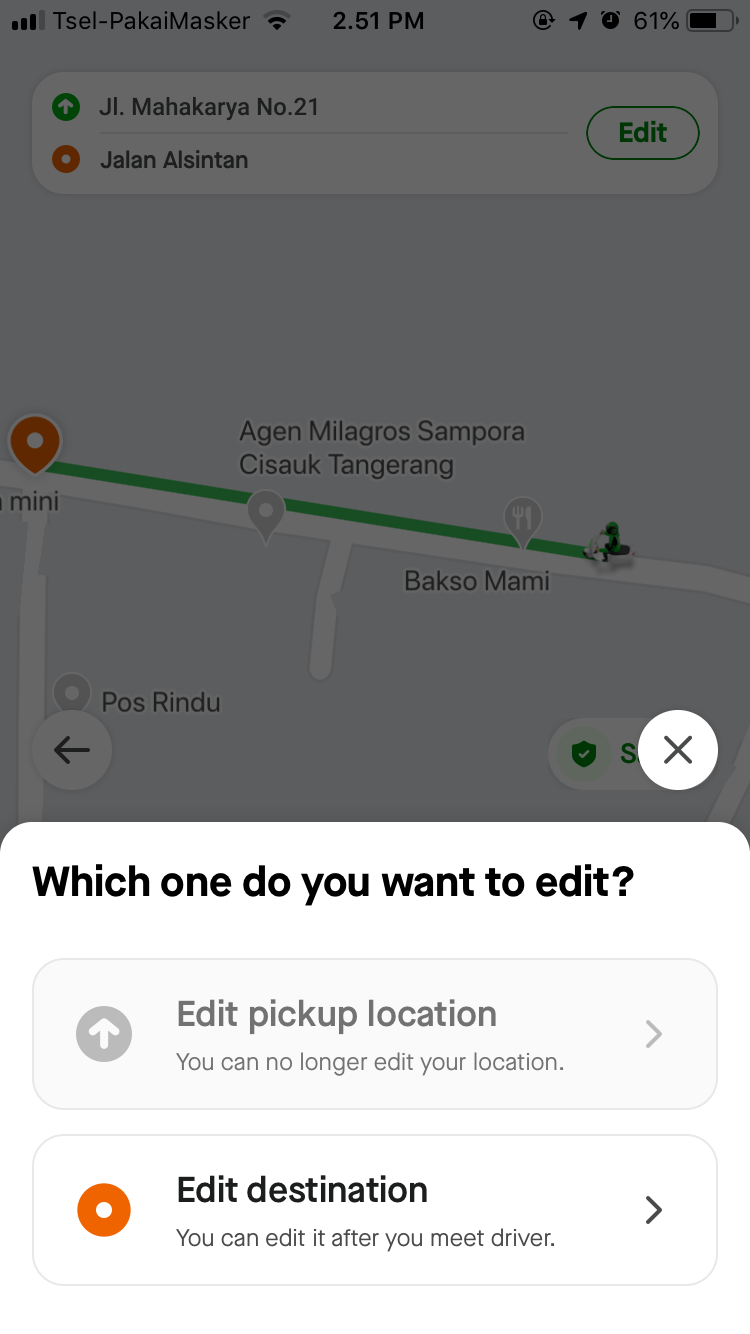 Tsel-PakaiMasker 2.51 PM 61%
Jl. Mahakarya No.21
Edit
Jalan Alsintan
Agen Milagros Sampora
Cisauk Tangerang
mini
Bakso Mami
Pos Rindu
Which one do you want to edit?
Edit pickup location
You can no longer edit your location.
Edit destination
You can edit it after you meet driver.